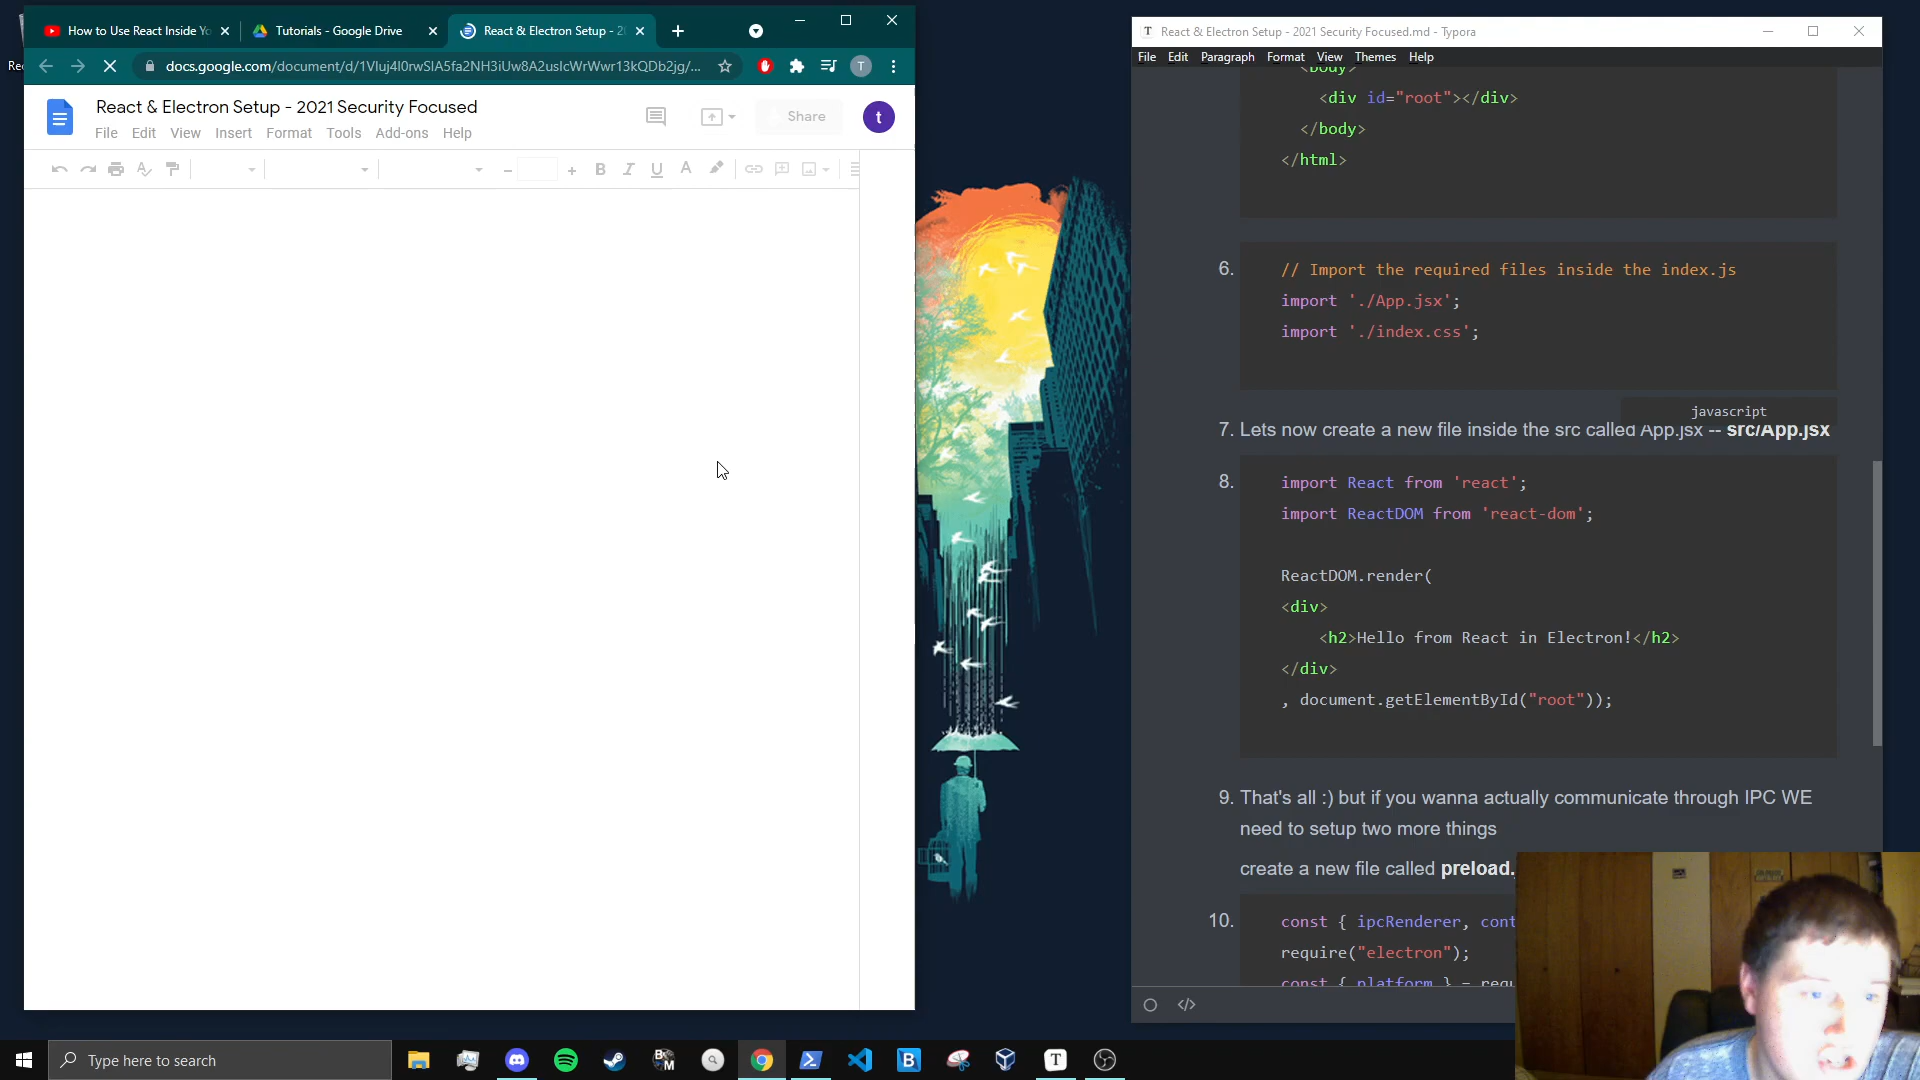 How to Use React Inside Yo
Tutorials - Google Drive
React & Electron Setup - 2
docs.google.com/document/d/1VIuj4I0rwSlA5fa2NH3iUw8A2uslcWrWwr13kQDb2jg/...
T
React & Electron Setup - 2021 Security Focused
File Edit View Insert Format Tools Add-ons Help
Share
t
B I U A
React & Electron Setup - 2021 Security Focused.md - Typora
File Edit Paragraph Format View Themes Help
<body>
<div id="root"></div>
</body>
</html>
6.
// Import the required files inside the index.js
import './App.jsx';
import './index.css';
javascript
7. Lets now create a new file inside the src called App.jsx -- src/App.jsx
8.
import React from 'react';
import ReactDOM from 'react-dom';
ReactDOM.render(
<div>
<h2>Hello from React in Electron!</h2>
</div>
, document.getElementById("root"));
9. That's all :) but if you wanna actually communicate through IPC WE
need to setup two more things
create a new file called preload.
10.
const { ipcRenderer, cont
require("electron");
const { platform } = requ
Type here to search